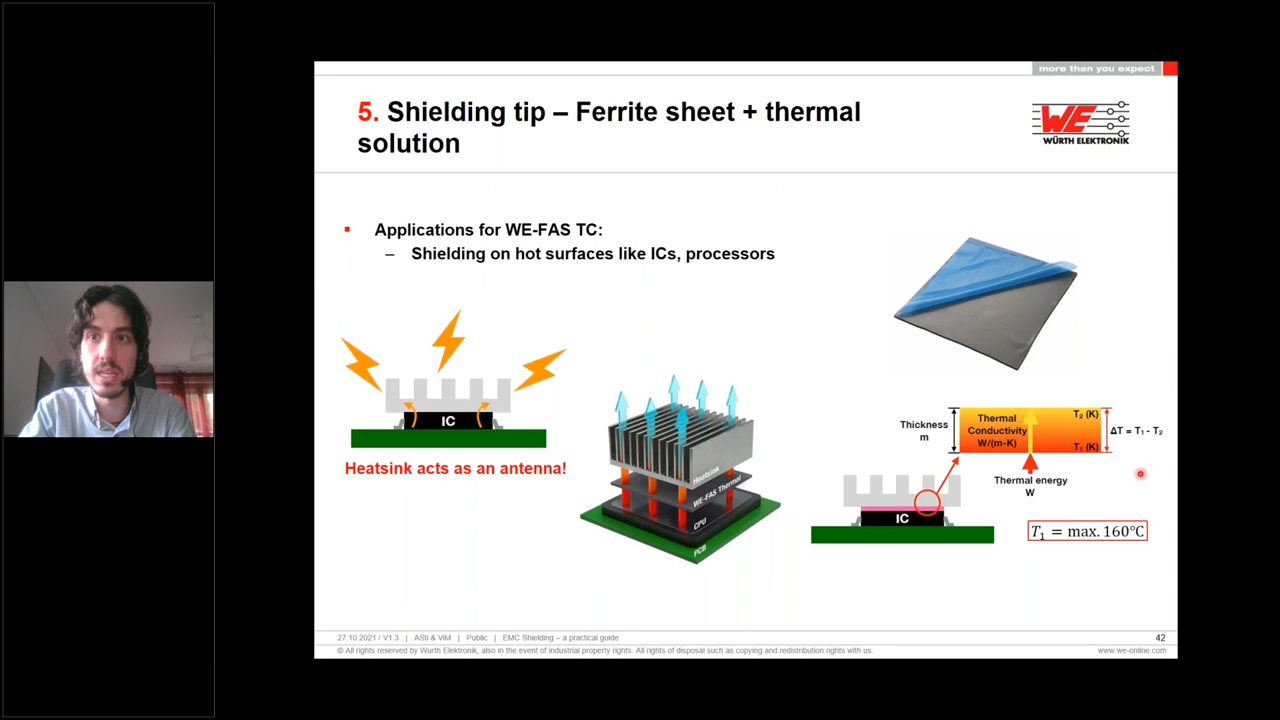 more than you expect
5. Shielding tip – Ferrite sheet + thermal
solution
WE
WÜRTH ELEKTRONIK
Applications for WE-FAS TC:
– Shielding on hot surfaces like ICs, processors
IC
Heatsink acts as an antenna!
Heatsink
WE-FAS Thermal
CPU
PCB
Thickness
m
Thermal
Conductivity
W/(m-K)
T₂ (K)
T₁ (K)
ΔT = T₁ - T₂
Thermal energy
W
IC
T₁ = max. 160°C
27.10.2021 / V1.3 | ASti & ViM | Public | EMC Shielding – a practical guide
42
© All rights reserved by Wurth Elektronik, also in the event of industrial property rights. All rights of disposal such as copying and redistribution rights with us.
www.we-online.com